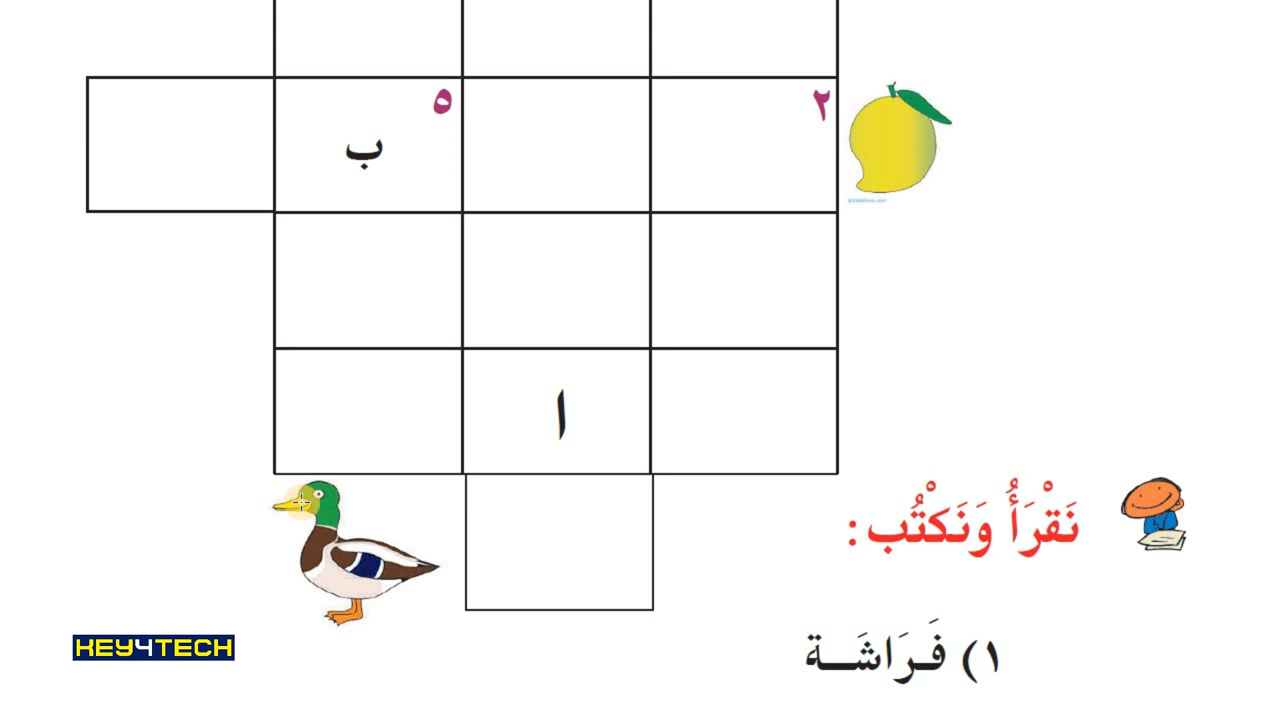 ٢
٥
ب
ا
نَقْرَأُ وَنَكْتُب :
١) فَـرَاشَــة
KEY4TECH